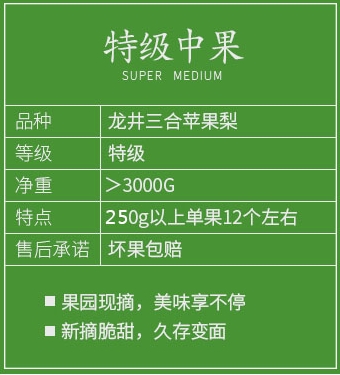 特级中果
SUPER MEDIUM
品种 龙井三合苹果梨
等级 特级
净重 ＞3000G
特点 250g以上单果12个左右
售后承诺 坏果包赔
■ 果园现摘，美味享不停
■ 新摘脆甜，久存变面